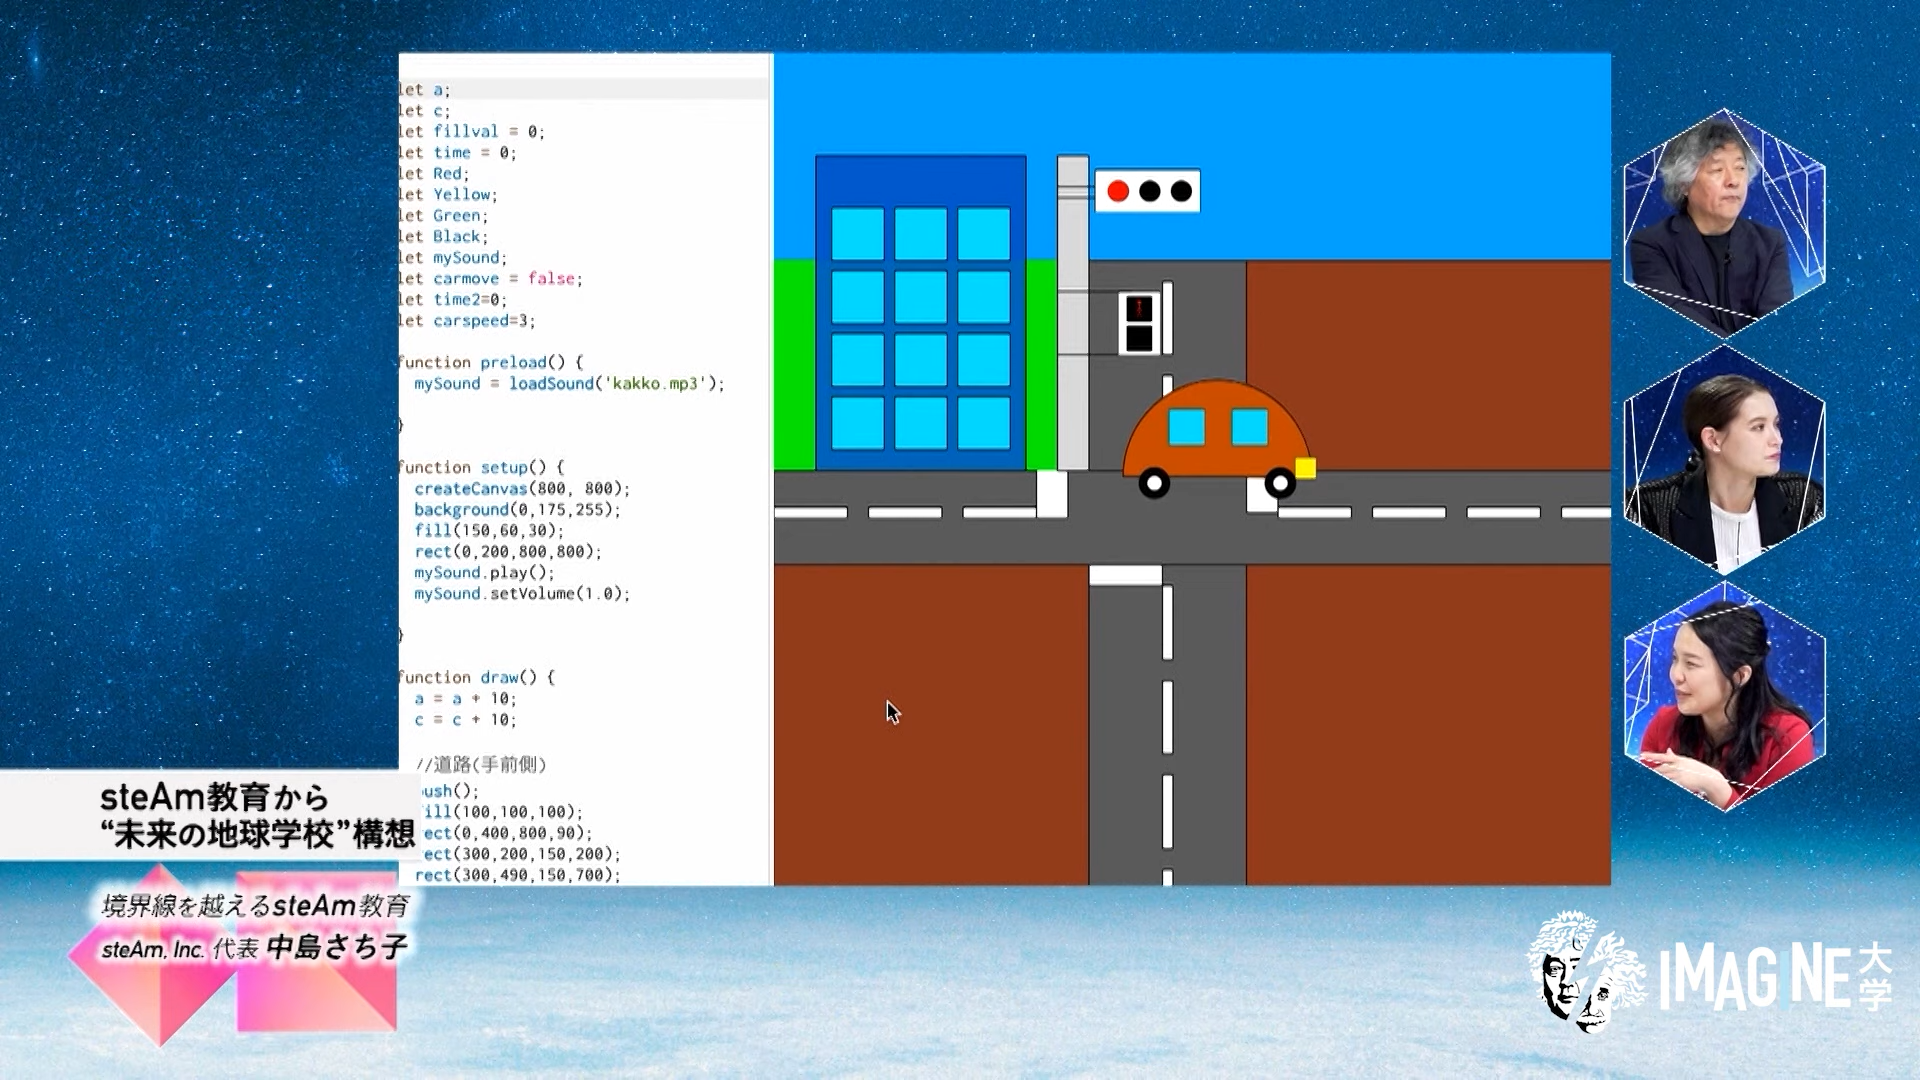 let a;
let c;
let fillval = 0;
let time = 0;
let Red;
let Yellow;
let Green;
let Black;
let mySound;
let carmove = false;
let time2=0;
let carspeed=3;
function preload() {
mySound = loadSound('kakko.mp3');
}
function setup() {
createCanvas(800, 800);
background(0,175,255);
fill(150,60,30);
rect(0,200,800,800);
mySound.play();
mySound.setVolume(1.0);
}
function draw() {
a = a + 10;
c = c + 10;
//道路(手前側)
push();
fill(100,100,100);
rect(0,400,800,90);
rect(300,200,150,200);
rect(300,490,150,700);
steAm教育から
“未来の地球学校”構想
境界線を越えるsteAm教育
steAm, Inc. 代表 中島さち子
IMAGINE大学